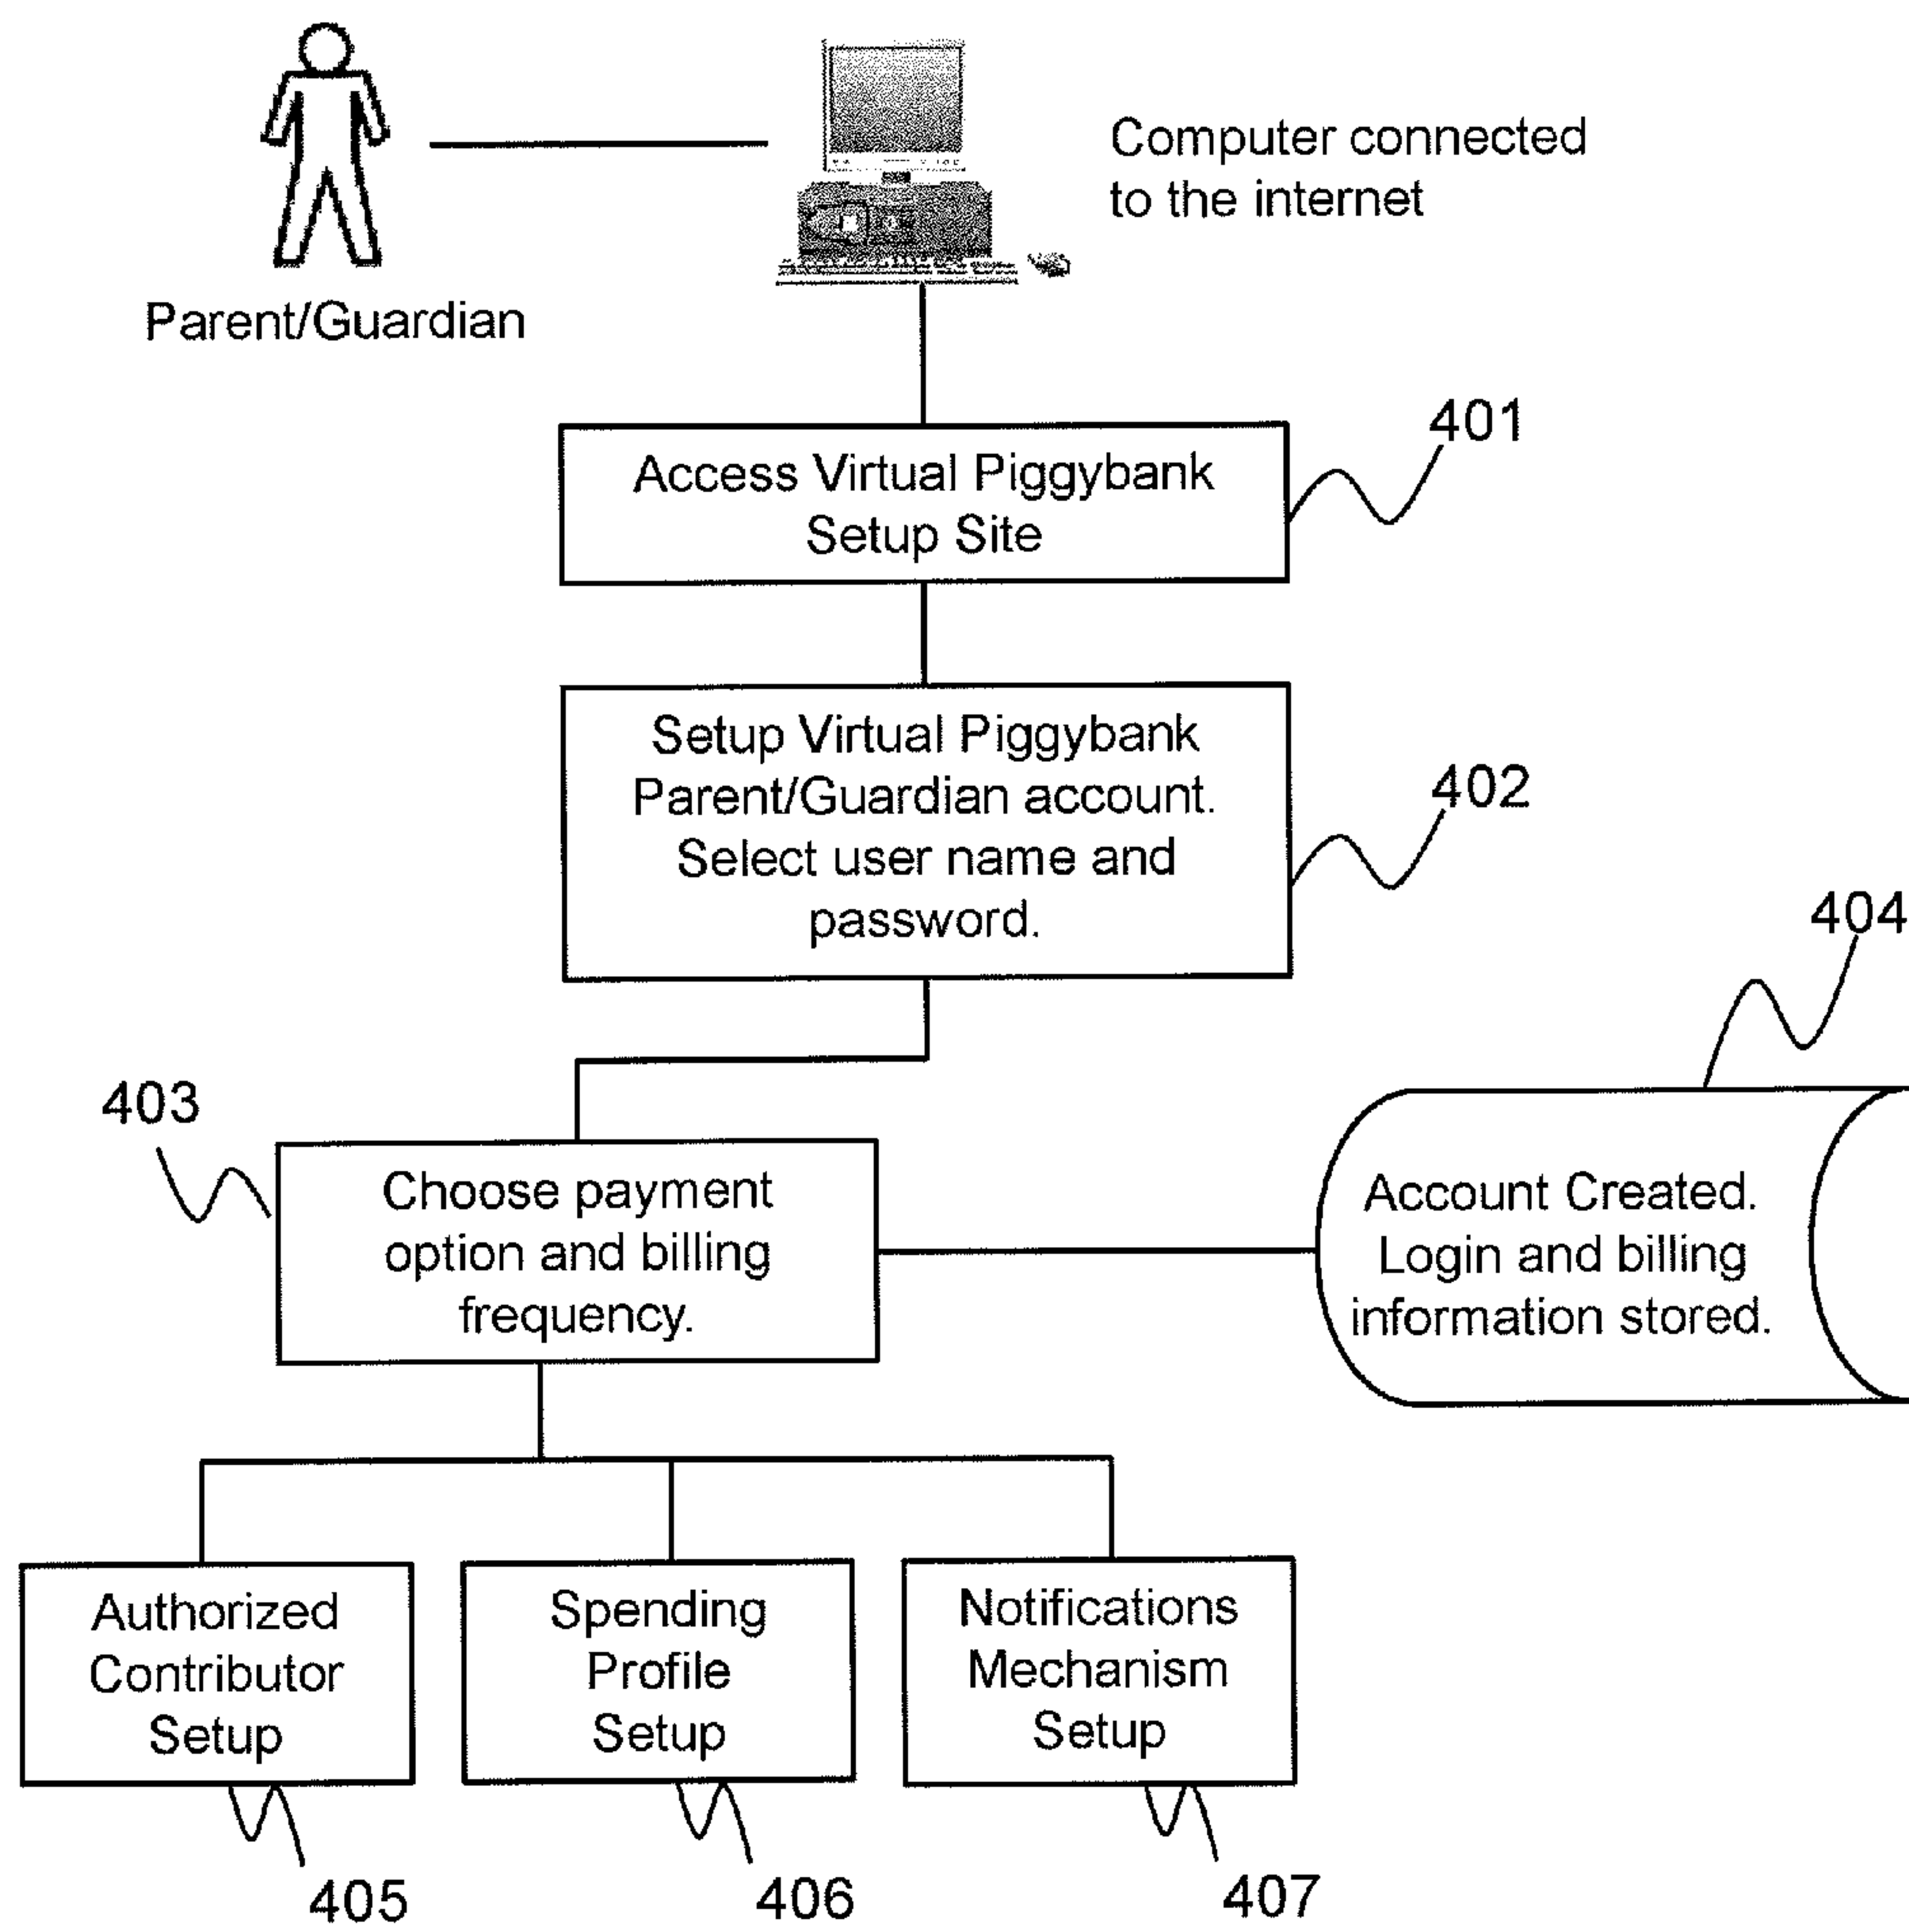 Computer connected
to the internet
Parent/Guardian
401
Access Virtual Piggybank
Setup Site
402
Setup Virtual Piggybank
Parent/Guardian account.
Select user name and
password.
404
403
Choose payment
option and billing
frequency.
Account Created.
Login and billing
information stored.
Authorized
Contributor
Setup
Spending
Profile
Setup
Notifications
Mechanism
Setup
405
406
407